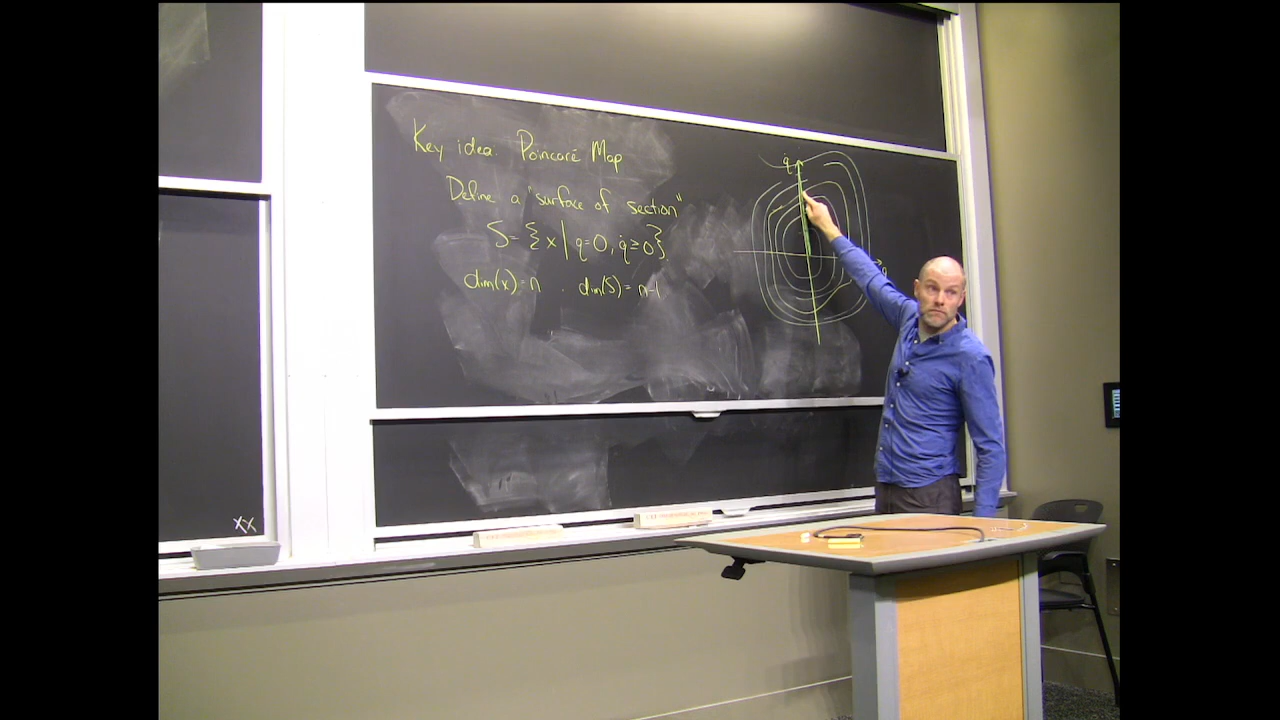 Key idea: Poincaré Map
Define a "surface of section"
S = { x | q=0, q̇≥0 }
dim(x)=n . dim(S)= n-1
q̇
q
xx